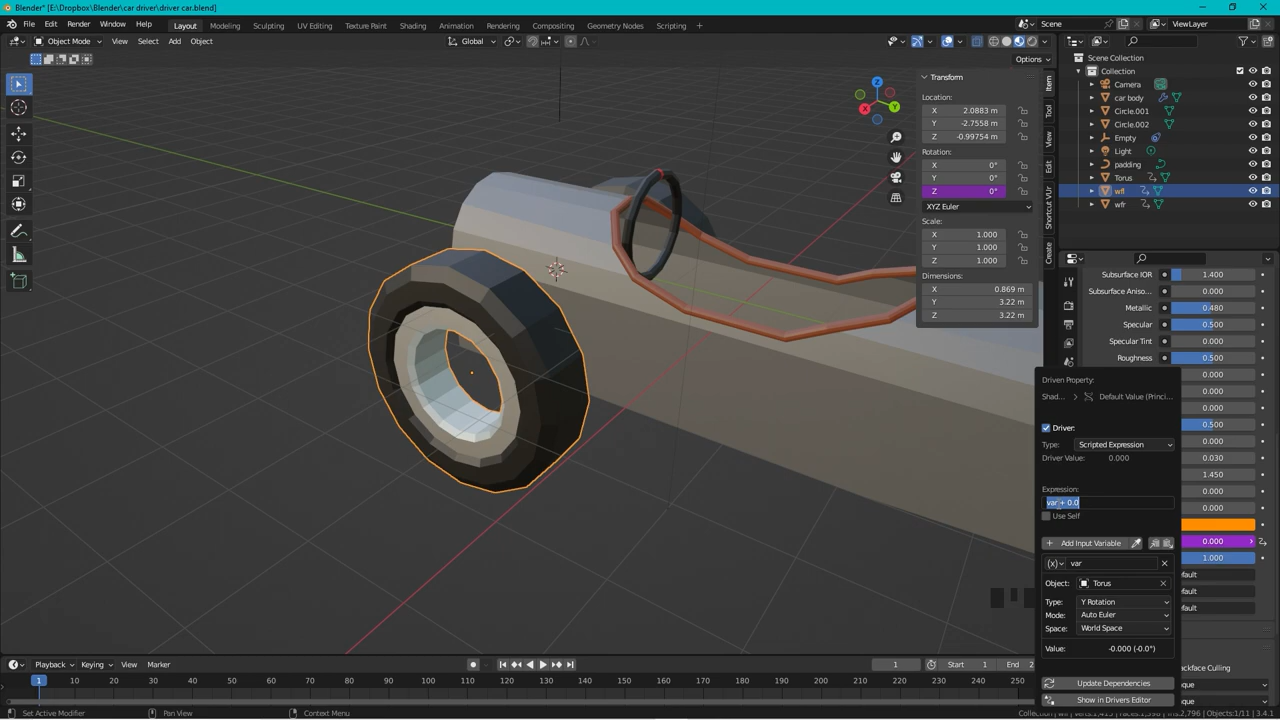 Blender* [E:\Dropbox\Blender\car driver\driver car.blend]
File Edit Render Window Help Layout Modeling Sculpting UV Editing Texture Paint Shading Animation Rendering Compositing Geometry Nodes Scripting + Scene ViewLayer
Object Mode View Select Add Object Global
Options
Scene Collection
Collection
Camera
car body
Circle.001
Circle.002
Empty
Light
padding
Torus
wfl
wfr
Z
Y
X
Transform
Location:
X 2.0883 m
Y -2.7558 m
Z -0.99754 m
Rotation:
X 0°
Y 0°
Z 0°
XYZ Euler
Scale:
X 1.000
Y 1.000
Z 1.000
Dimensions:
X 0.869 m
Y 3.22 m
Z 3.22 m
Item
Tool
View
Edit
Shortcut VUr
Create
Subsurface IOR 1.400
Subsurface Aniso... 0.000
Metallic 0.480
Specular 0.500
Specular Tint 0.000
Roughness 0.500
0.000
0.000
0.000
0.500
0.000
0.030
1.450
0.000
0.000
0.000
1.000
efault
efault
efault
ackface Culling
que
que
Driven Property:
Shad... Default Value (Princi...
Driver:
Type: Scripted Expression
Driver Value: 0.000
Expression:
var + 0.0
Use Self
+ Add Input Variable
(x) var
Object: Torus
Type: Y Rotation
Mode: Auto Euler
Space: World Space
Value: -0.000 (-0.0°)
Update Dependencies
Show in Drivers Editor
Playback Keying View Marker 1 Start 1 End 2
1 10 20 30 40 50 60 70 80 90 100 110 120 130 140 150 160 170 180 190 200 210 220 230 240 250
Set Active Modifier Pan View Context Menu